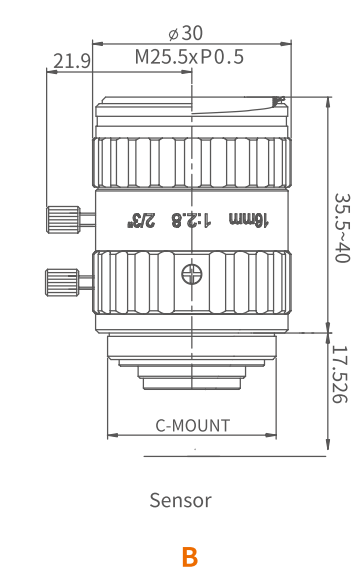 ⌀30
21.9
M25.5xP0.5
16mm 1:2.8 2/3"
35.5~40
17.526
C-MOUNT
Sensor
B